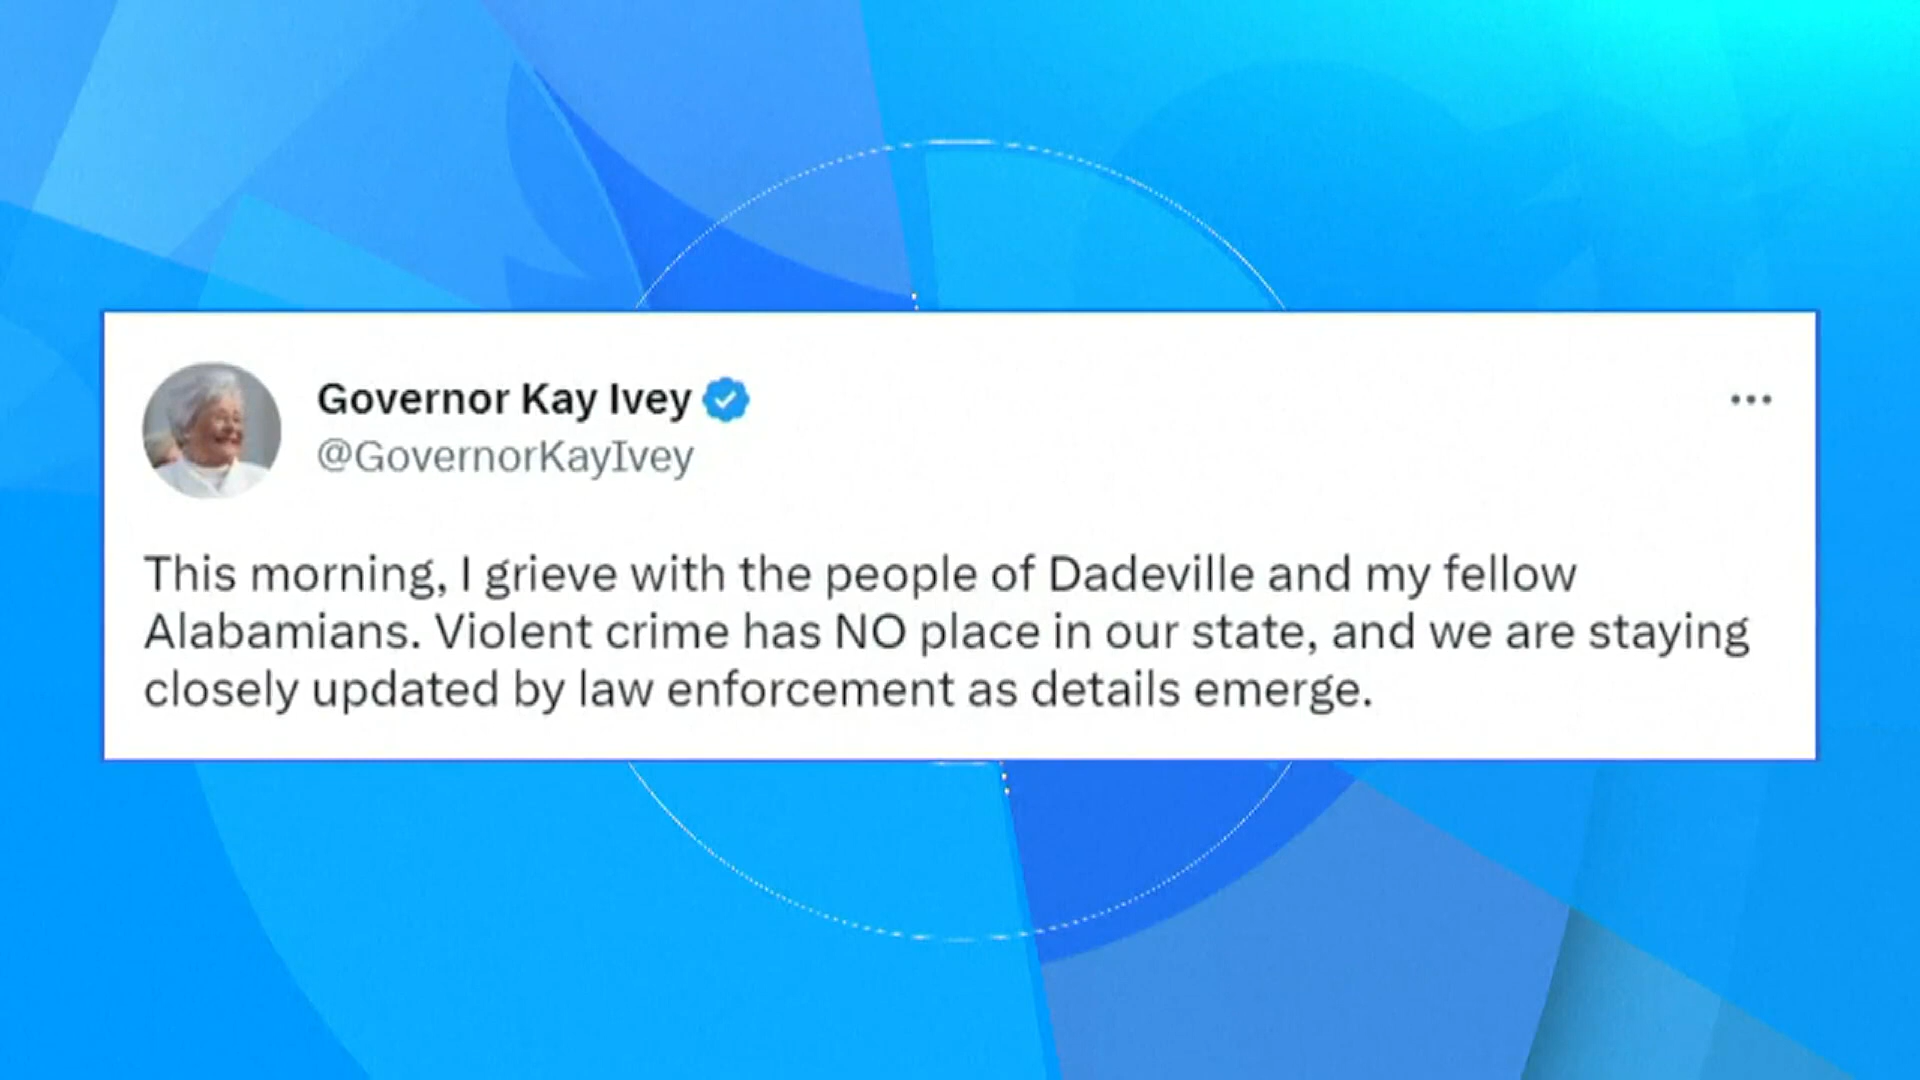 Governor Kay Ivey
@GovernorKayIvey
This morning, I grieve with the people of Dadeville and my fellow
Alabamians. Violent crime has NO place in our state, and we are staying
closely updated by law enforcement as details emerge.